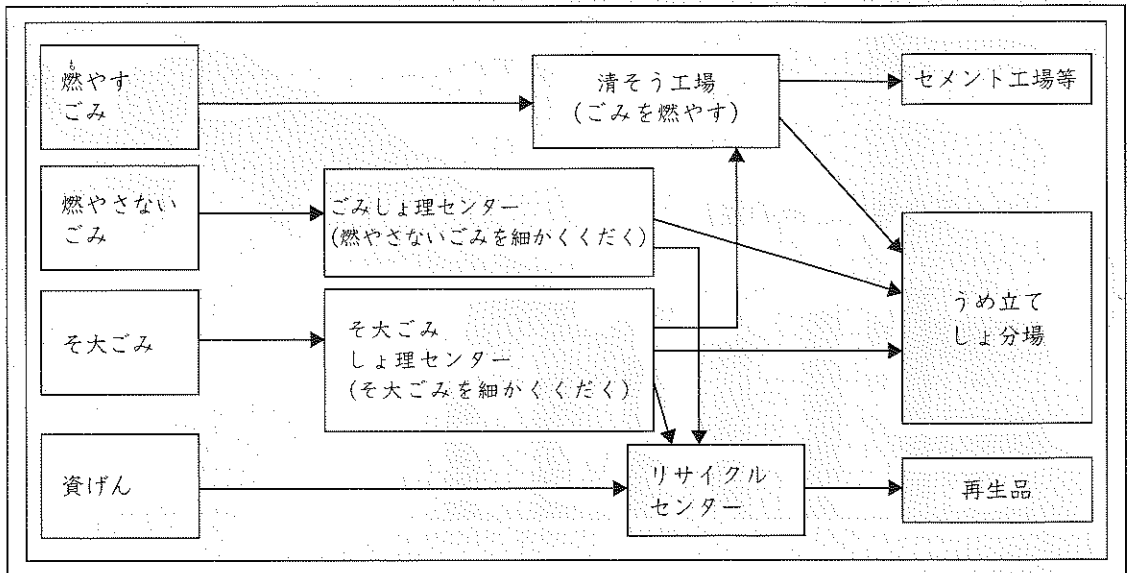 も
燃やす
ごみ
清そう工場
(ごみを燃やす)
セメント工場等
燃やさない
ごみ
ごみしょ理センター
(燃やさないごみを細かくくだく)
うめ立て
しょ分場
そ大ごみ
そ大ごみ
しょ理センター
(そ大ごみを細かくくだく)
資げん
リサイクル
センター
再生品